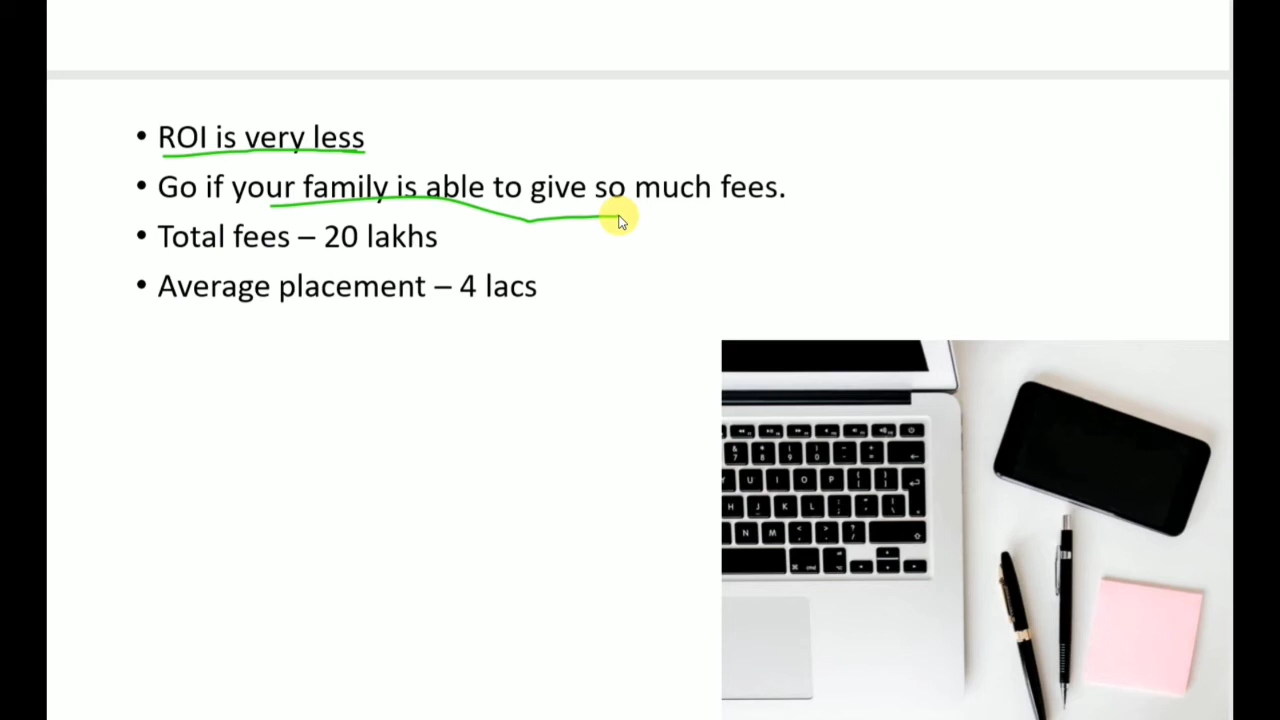 • ROI is very less
• Go if your family is able to give so much fees.
• Total fees – 20 lakhs
• Average placement – 4 lacs